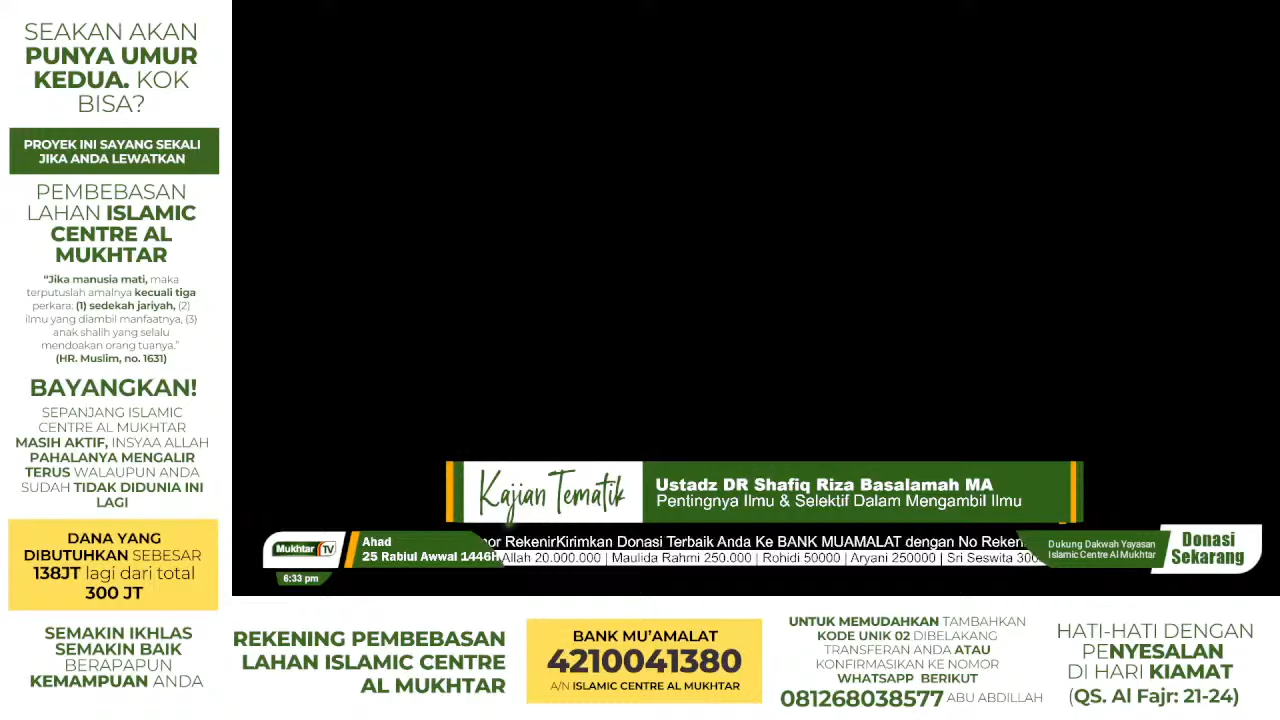 SEAKAN AKAN
PUNYA UMUR
KEDUA. KOK
BISA?
PROYEK INI SAYANG SEKALI
JIKA ANDA LEWATKAN
PEMBEBASAN
LAHAN ISLAMIC
CENTRE AL
MUKHTAR
“Jika manusia mati, maka
terputuslah amalnya kecuali tiga
perkara: (1) sedekah jariyah, (2)
ilmu yang diambil manfaatnya, (3)
anak shalih yang selalu
mendoakan orang tuanya.”
(HR. Muslim, no. 1631)
BAYANGKAN!
SEPANJANG ISLAMIC
CENTRE AL MUKHTAR
MASIH AKTIF, INSYAA ALLAH
PAHALANYA MENGALIR
TERUS WALAUPUN ANDA
SUDAH TIDAK DIDUNIA INI
LAGI
DANA YANG
DIBUTUHKAN SEBESAR
138JT lagi dari total
300 JT
SEMAKIN IKHLAS
SEMAKIN BAIK
BERAPAPUN
KEMAMPUAN ANDA
Kajian Tematik
Ustadz DR Shafiq Riza Basalamah MA
Pentingnya Ilmu & Selektif Dalam Mengambil Ilmu
Mukhtar TV
Ahad
25 Rabiul Awwal 1446H
6:33 pm
mor RekenirKirimkan Donasi Terbaik Anda Ke BANK MUAMALAT dengan No Reken
Allah 20.000.000 | Maulida Rahmi 250.000 | Rohidi 50000 | Aryani 250000 | Sri Seswita 300
Dukung Dakwah Yayasan
Islamic Centre Al Mukhtar
Donasi
Sekarang
REKENING PEMBEBASAN
LAHAN ISLAMIC CENTRE
AL MUKHTAR
BANK MU’AMALAT
4210041380
A/N ISLAMIC CENTRE AL MUKHTAR
UNTUK MEMUDAHKAN TAMBAHKAN
KODE UNIK 02 DIBELAKANG
TRANSFERAN ANDA ATAU
KONFIRMASIKAN KE NOMOR
WHATSAPP BERIKUT
081268038577 ABU ABDILLAH
HATI-HATI DENGAN
PENYESALAN
DI HARI KIAMAT
(QS. Al Fajr: 21-24)